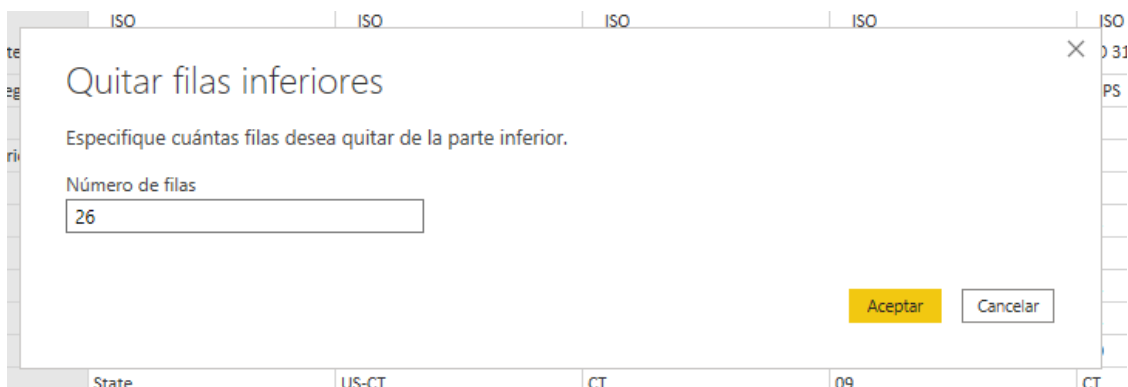 ISO ISO ISO ISO ISO
Quitar filas inferiores
Especifique cuántas filas desea quitar de la parte inferior.
Número de filas
26
Aceptar Cancelar
PS
State US-CT CT 09 CT